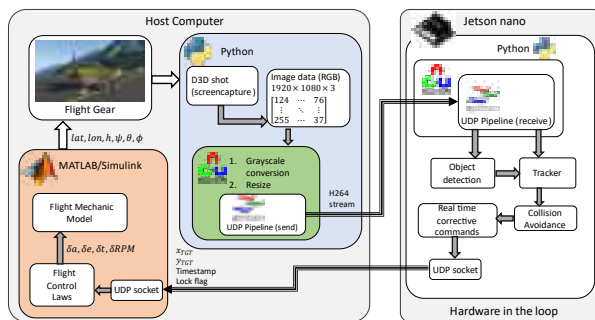 Host Computer
Flight Gear
lat, lon, h, ψ, θ, ϕ
MATLAB/Simulink
Flight Mechanic
Model
δa, δe, δt, δRPM
Flight
Control
Laws
UDP socket
Python
D3D shot
(screencapture)
Image data (RGB)
1920 × 1080 × 3
[124 ⋯ 76]
⋮ ⋱ ⋮
[255 ⋯ 37]
1. Grayscale
conversion
2. Resize
UDP Pipeline (send)
H264
stream
x_TGT
y_TGT
Timestamp
Lock flag
Jetson nano
Python
UDP Pipeline (receive)
Object
detection
Tracker
Real time
corrective
commands
Collision
Avoidance
UDP socket
Hardware in the loop